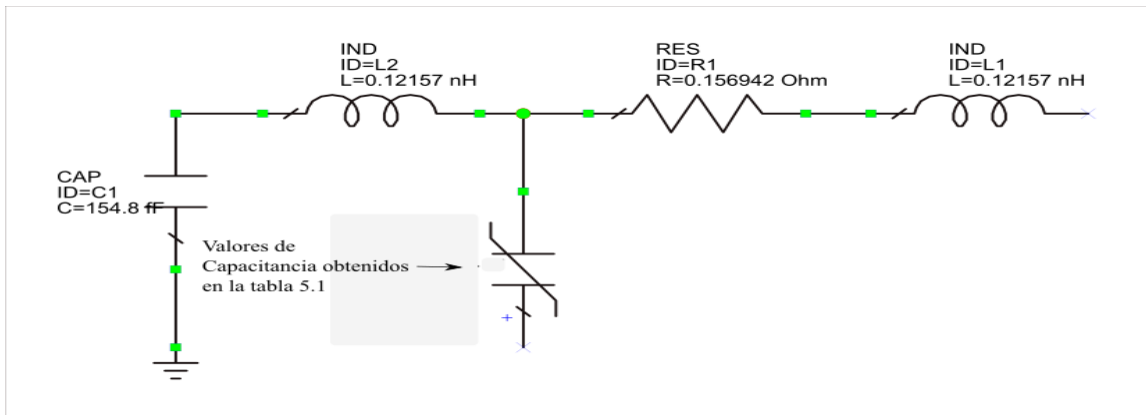 IND
ID=L2
L=0.12157 nH
RES
ID=R1
R=0.156942 Ohm
IND
ID=L1
L=0.12157 nH
CAP
ID=C1
C=154.8 fF
Valores de
Capacitancia obtenidos
en la tabla 5.1